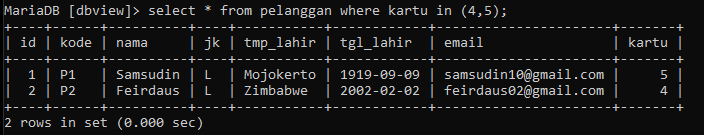 MariaDB [dbview]> select * from pelanggan where kartu in (4,5);
+----+------+----------+----+-----------+------------+----------------------+-------+
| id | kode | nama     | jk | tmp_lahir | tgl_lahir  | email                | kartu |
+----+------+----------+----+-----------+------------+----------------------+-------+
|  1 | P1   | Samsudin | L  | Mojokerto | 1919-09-09 | samsudin10@gmail.com |     5 |
|  2 | P2   | Feirdaus | L  | Zimbabwe  | 2002-02-02 | feirdaus02@gmail.com |     4 |
+----+------+----------+----+-----------+------------+----------------------+-------+
2 rows in set (0.000 sec)